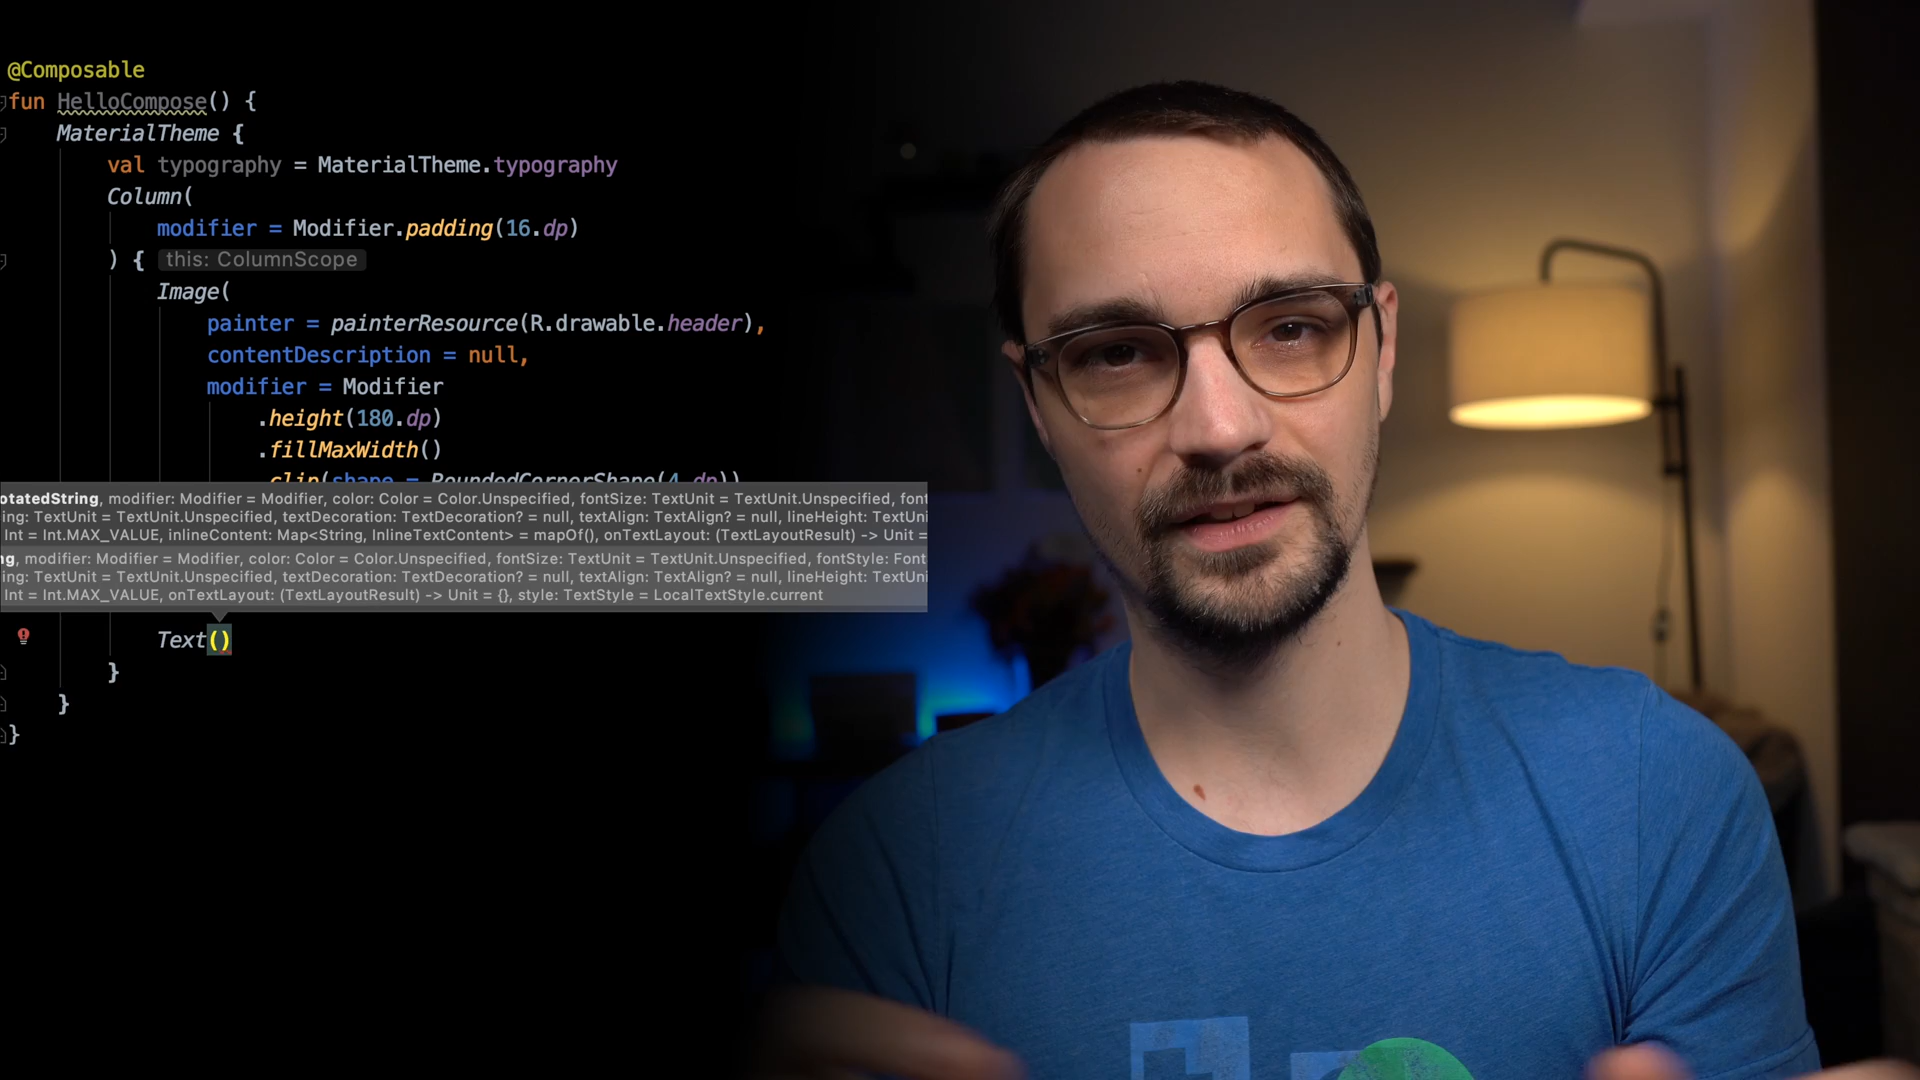 @Composable
fun HelloCompose() {
MaterialTheme {
val typography = MaterialTheme.typography
Column(
modifier = Modifier.padding(16.dp)
) { this: ColumnScope
Image(
painter = painterResource(R.drawable.header),
contentDescription = null,
modifier = Modifier
.height(180.dp)
.fillMaxWidth()
.clip(shape = RoundedCornerShape(4.dp))
otatedString, modifier: Modifier = Modifier, color: Color = Color.Unspecified, fontSize: TextUnit = TextUnit.Unspecified, font
ing: TextUnit = TextUnit.Unspecified, textDecoration: TextDecoration? = null, textAlign: TextAlign? = null, lineHeight: TextUni
Int = Int.MAX_VALUE, inlineContent: Map<String, InlineTextContent> = mapOf(), onTextLayout: (TextLayoutResult) -> Unit =
ng, modifier: Modifier = Modifier, color: Color = Color.Unspecified, fontSize: TextUnit = TextUnit.Unspecified, fontStyle: Font
ing: TextUnit = TextUnit.Unspecified, textDecoration: TextDecoration? = null, textAlign: TextAlign? = null, lineHeight: TextUni
Int = Int.MAX_VALUE, onTextLayout: (TextLayoutResult) -> Unit = {}, style: TextStyle = LocalTextStyle.current
Text()
}
}
}